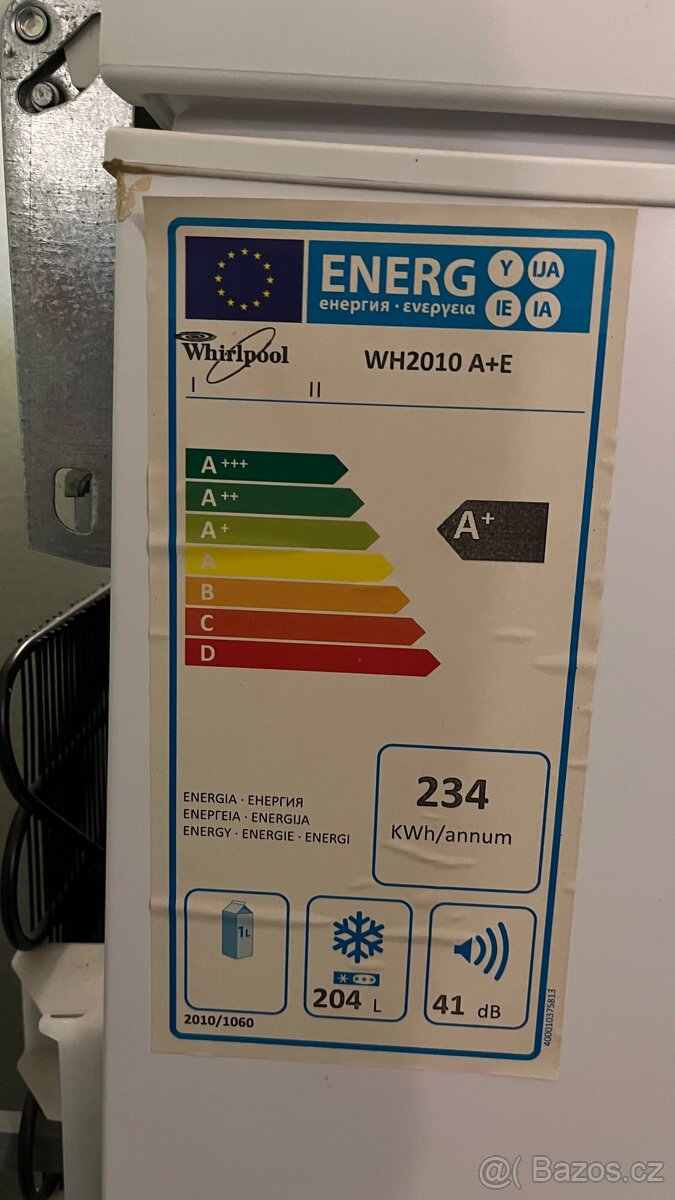 ENERG Y IJA
енергия · ενεργεια IE IA
Whirlpool WH2010 A+E
I II
A+++
A++
A+
A+
A
B
C
D
234
KWh/annum
ENERGIA · ЕНЕРГИЯ
ΕΝΕΡΓΕΙΑ · ENERGIJA
ENERGY · ENERGIE · ENERGI
1L
204 L
41 dB
2010/1060
400010375813
@( Bazos.cz